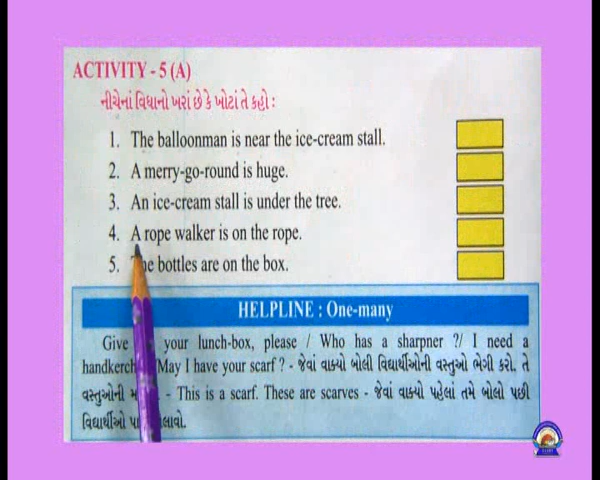 ACTIVITY - 5 (A)
નીચેનાં વિધાનો ખરાં છે કે ખોટાં તે કહો :
1. The balloonman is near the ice-cream stall.
2. A merry-go-round is huge.
3. An ice-cream stall is under the tree.
4. A rope walker is on the rope.
5. The bottles are on the box.
HELPLINE : One-many
Give your lunch-box, please / Who has a sharpner ?/ I need a
May I have your scarf ? - જેવાં વાક્યો બોલી વિદ્યાર્થીઓની વસ્તુઓ ભેગી કરો. તે
વસ્તુઓની - This is a scarf. These are scarves - જેવાં વાક્યો પહેલાં તમે બોલો પછી
વિદ્યાર્થીઓ